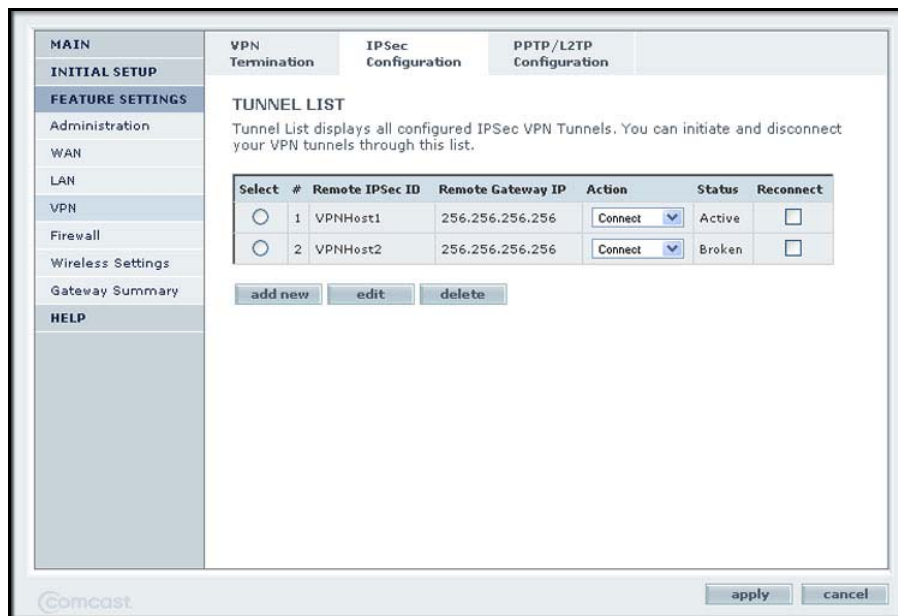 MAIN
INITIAL SETUP
FEATURE SETTINGS
Administration
WAN
LAN
VPN
Firewall
Wireless Settings
Gateway Summary
HELP
VPN
Termination
IPSec
Configuration
PPTP/L2TP
Configuration
TUNNEL LIST
Tunnel List displays all configured IPSec VPN Tunnels. You can initiate and disconnect
your VPN tunnels through this list.
Select # Remote IPSec ID Remote Gateway IP Action Status Reconnect
1 VPNHost1 256.256.256.256 Connect Active
2 VPNHost2 256.256.256.256 Connect Broken
add new edit delete
Comcast
apply cancel